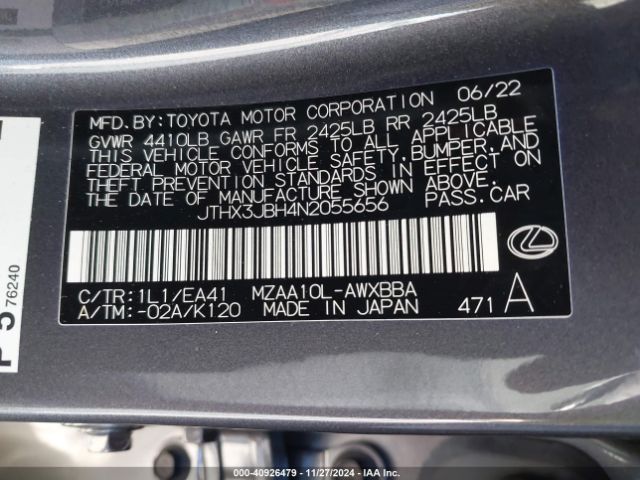 MFD.BY:TOYOTA MOTOR CORPORATION 06/22
GVWR 4410LB GAWR FR 2425LB RR 2425LB
THIS VEHICLE CONFORMS TO ALL APPLICABLE
FEDERAL MOTOR VEHICLE SAFETY,BUMPER,AND
THEFT PREVENTION STANDARDS IN EFFECT ON
THE DATE OF MANUFACTURE SHOWN ABOVE.
JTHX3JBH4N2055656 PASS.CAR
C/TR:1L1/EA41 MZAA10L-AWXBBA
A/TM:-02A/K120 MADE IN JAPAN 471 A
P 5 76240
000-40926479 - 11/27/2024 - IAAI.COM